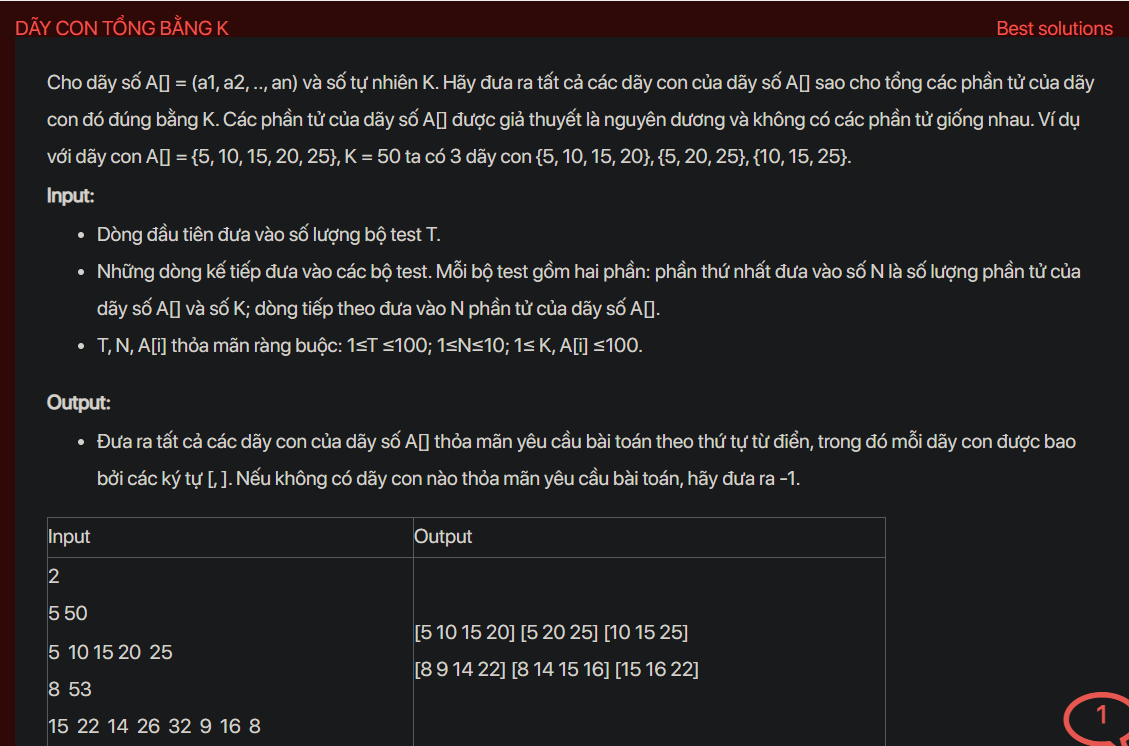 DÃY CON TỔNG BẰNG K
Best solutions
Cho dãy số A[] = (a1, a2, .., an) và số tự nhiên K. Hãy đưa ra tất cả các dãy con của dãy số A[] sao cho tổng các phần tử của dãy
con đó đúng bằng K. Các phần tử của dãy số A[] được giả thuyết là nguyên dương và không có các phần tử giống nhau. Ví dụ
với dãy con A[] = {5, 10, 15, 20, 25}, K = 50 ta có 3 dãy con {5, 10, 15, 20}, {5, 20, 25}, {10, 15, 25}.
Input:
• Dòng đầu tiên đưa vào số lượng bộ test T.
• Những dòng kế tiếp đưa vào các bộ test. Mỗi bộ test gồm hai phần: phần thứ nhất đưa vào số N là số lượng phần tử của
dãy số A[] và số K; dòng tiếp theo đưa vào N phần tử của dãy số A[].
• T, N, A[i] thỏa mãn ràng buộc: 1≤T ≤100; 1≤N≤10; 1≤ K, A[i] ≤100.
Output:
• Đưa ra tất cả các dãy con của dãy số A[] thỏa mãn yêu cầu bài toán theo thứ tự từ điển, trong đó mỗi dãy con được bao
bởi các ký tự [, ]. Nếu không có dãy con nào thỏa mãn yêu cầu bài toán, hãy đưa ra -1.
Input
Output
2
5 50
5 10 15 20 25
8 53
15 22 14 26 32 9 16 8
[5 10 15 20] [5 20 25] [10 15 25]
[8 9 14 22] [8 14 15 16] [15 16 22]
1